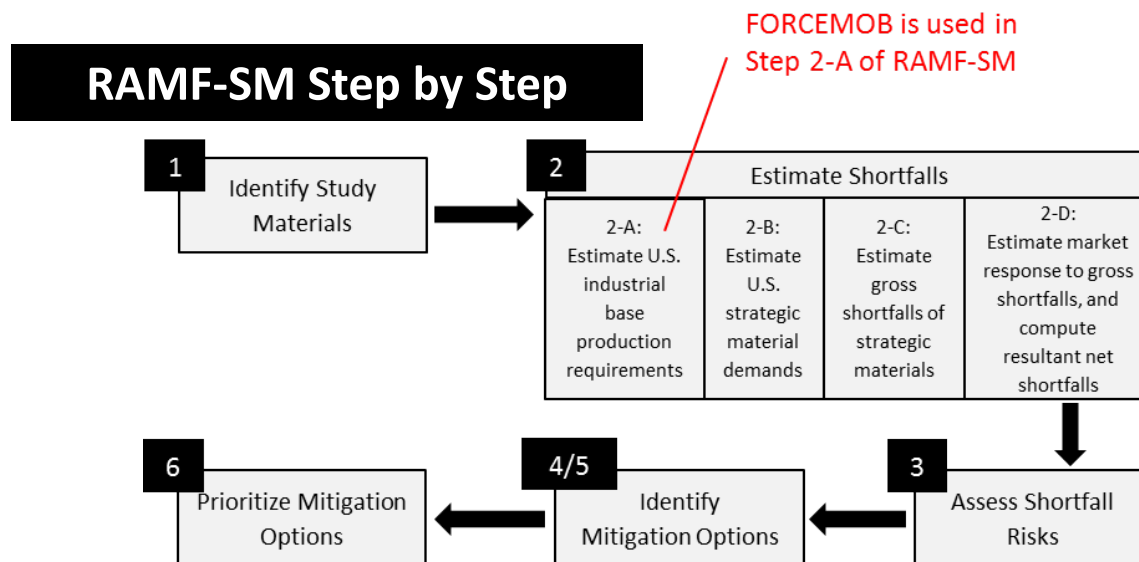 FORCEMOB is used in
Step 2-A of RAMF-SM
RAMF-SM Step by Step
1
Identify Study
Materials
2
Estimate Shortfalls
2-A:
Estimate U.S.
industrial
base
production
requirements
2-B:
Estimate
U.S.
strategic
material
demands
2-C:
Estimate
gross
shortfalls of
strategic
materials
2-D:
Estimate market
response to gross
shortfalls, and
compute
resultant net
shortfalls
3
Assess Shortfall
Risks
4/5
Identify
Mitigation Options
6
Prioritize Mitigation
Options